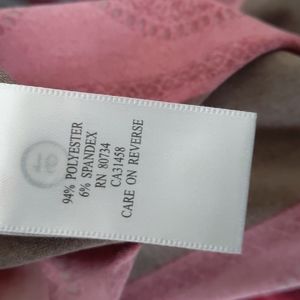 94% POLYESTER
6% SPANDEX
RN 80734
CA31458
CARE ON REVERSE